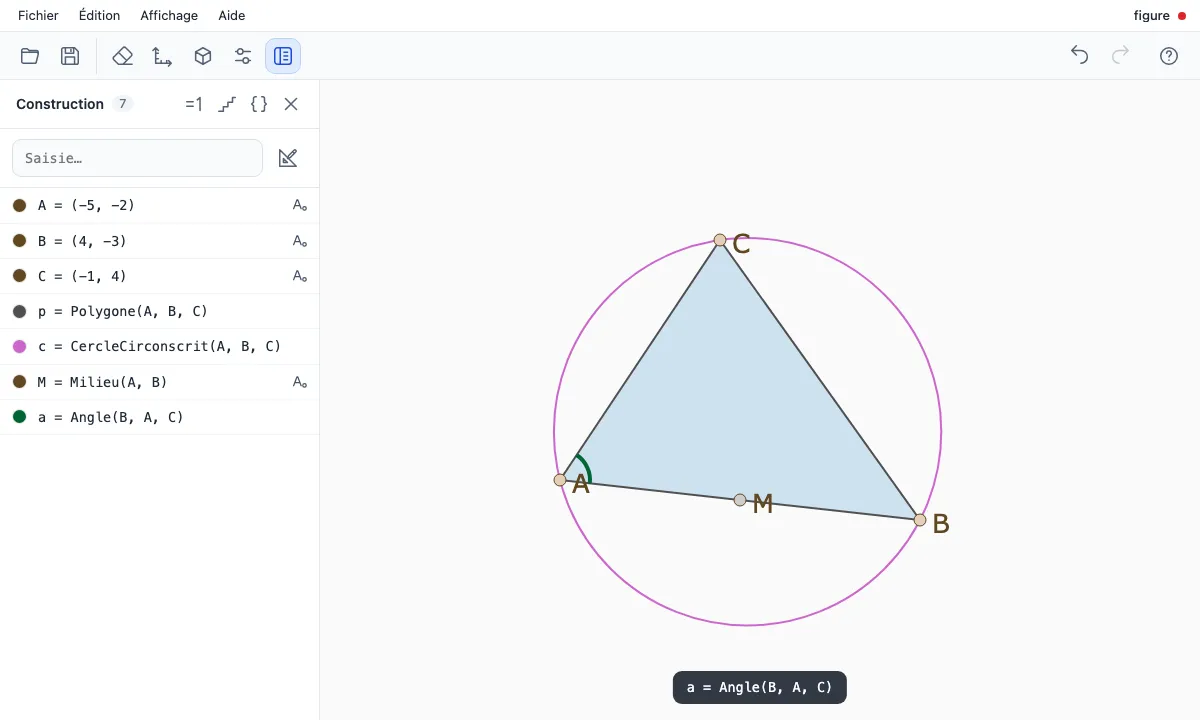 Fichier Édition Affichage Aide figure
Construction 7 =1 {}
Saisie…
A = (−5, −2) A
B = (4, −3) A
C = (−1, 4) A
p = Polygone(A, B, C)
c = CercleCirconscrit(A, B, C)
M = Milieu(A, B) A
a = Angle(B, A, C)
C
A
M
B
a = Angle(B, A, C)